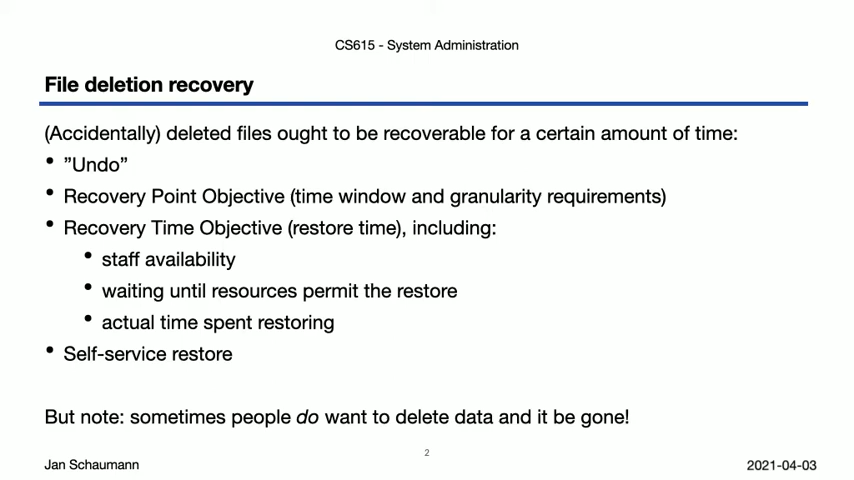 CS615 - System Administration
File deletion recovery
(Accidentally) deleted files ought to be recoverable for a certain amount of time:
• ”Undo”
• Recovery Point Objective (time window and granularity requirements)
• Recovery Time Objective (restore time), including:
• staff availability
• waiting until resources permit the restore
• actual time spent restoring
• Self-service restore
But note: sometimes people do want to delete data and it be gone!
2
Jan Schaumann
2021-04-03